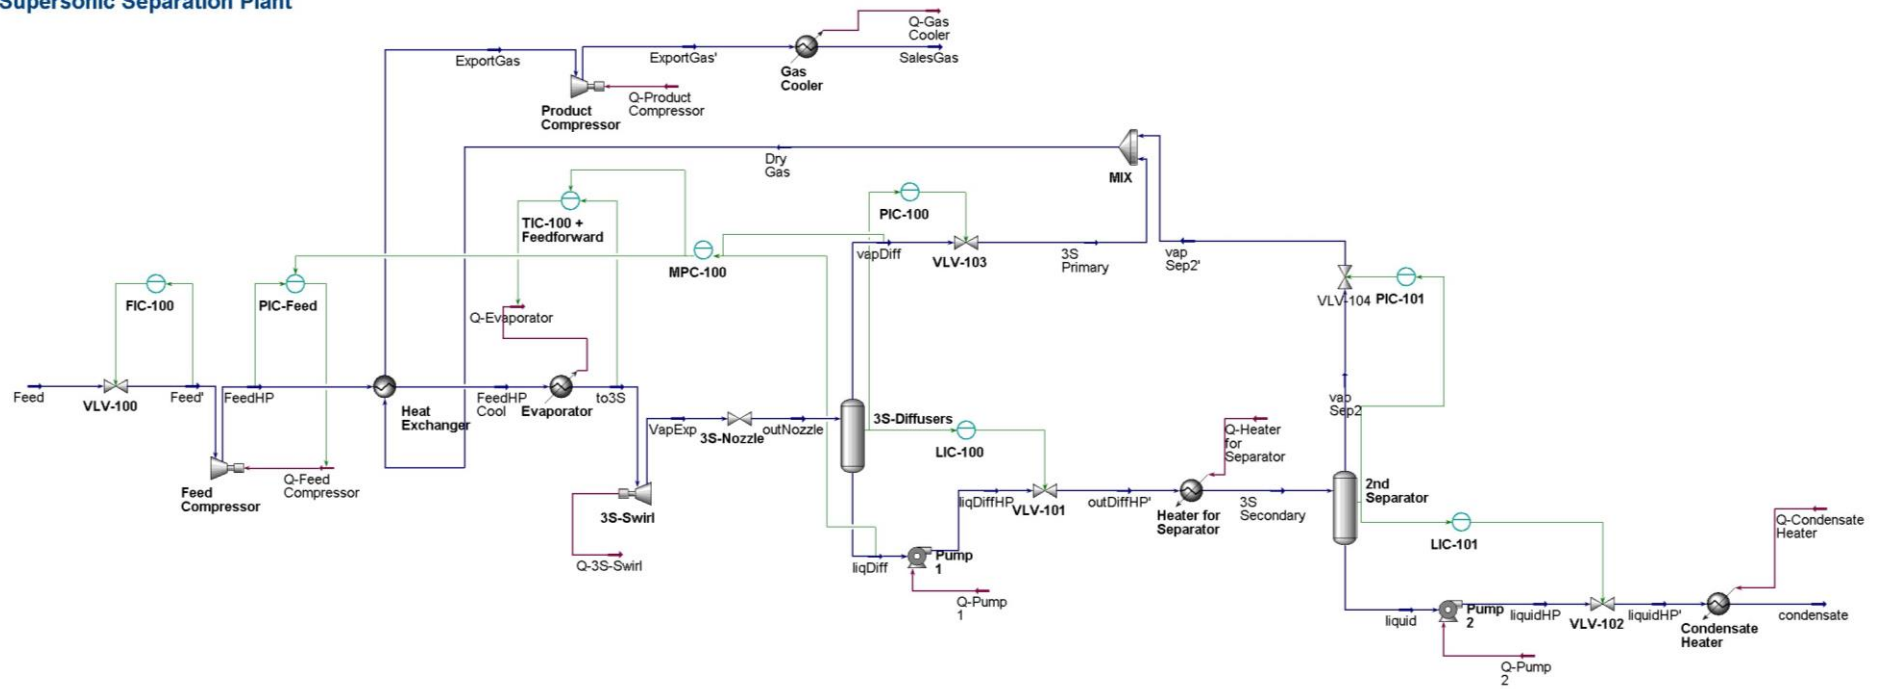 Supersonic Separation Plant
Q-Gas
Cooler
ExportGas
ExportGas'
SalesGas
Gas
Cooler
Product
Compressor
Q-Product
Compressor
Dry
Gas
MIX
TIC-100 +
Feedforward
PIC-100
vapDiff
VLV-103
3S
Primary
vap
Sep2'
MPC-100
FIC-100
PIC-Feed
Q-Evaporator
VLV-104
PIC-101
Feed
VLV-100
Feed'
FeedHP
Heat
Exchanger
FeedHP
Cool
Evaporator
to3S
vap
Sep2
VapExp
3S-Nozzle
outNozzle
3S-Diffusers
LIC-100
Q-Heater
for
Separator
Feed
Compressor
Q-Feed
Compressor
3S-Swirl
Q-3S-Swirl
liqDiffHP
VLV-101
outDiffHP'
Heater for
Separator
3S
Secondary
2nd
Separator
LIC-101
Q-Condensate
Heater
liqDiff
Pump
1
Q-Pump
1
liquid
Pump
2
liquidHP
VLV-102
liquidHP'
Condensate
Heater
condensate
Q-Pump
2